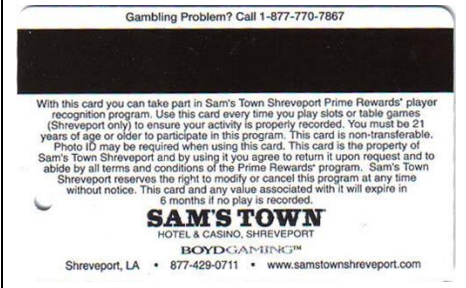 Gambling Problem? Call 1-877-770-7867
With this card you can take part in Sam's Town Shreveport Prime Rewards* player
recognition program. Use this card every time you play slots or table games
(Shreveport only) to ensure your activity is properly recorded. You must be 21
years of age or older to participate in this program. This card is non-transferable.
Photo ID may be required when using this card. This card is the property of
Sam's Town Shreveport and by using it you agree to return it upon request and to
abide by all terms and conditions of the Prime Rewards* program. Sam's Town
Shreveport reserves the right to modify or cancel this program at any time
without notice. This card and any value associated with it will expire in
6 months if no play is recorded.
SAM'S TOWN
HOTEL & CASINO, SHREVEPORT
BOYDGAMING™
Shreveport, LA • 877-429-0711 • www.samstownshreveport.com